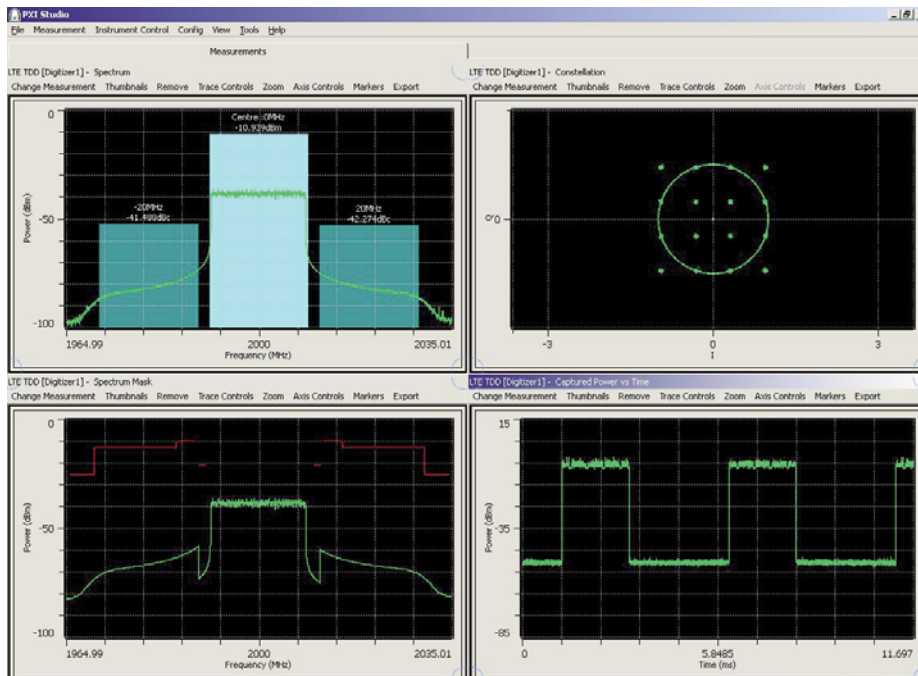 PXI Studio
File Measurement Instrument Control Config View Tools Help
Measurements
LTE TDD [Digitizer1] - Spectrum
Change Measurement Thumbnails Remove Trace Controls Zoom Axis Controls Markers Export
0
-50
-100
Power (dBm)
Centre::0MHz
-10.939dBm
-20MHz
-41.488dBc
20MHz
-42.274dBc
1964.99 2000 2035.01
Frequency (MHz)
LTE TDD [Digitizer1] - Constellation
Change Measurement Thumbnails Remove Trace Controls Zoom Axis Controls Markers Export
Q
0
-3 0 3
I
LTE TDD [Digitizer1] - Spectrum Mask
Change Measurement Thumbnails Remove Trace Controls Zoom Axis Controls Markers Export
0
-50
-100
Power (dBm)
1964.99 2000 2035.01
Frequency (MHz)
LTE TDD [Digitizer1] - Captured Power vs Time
Change Measurement Thumbnails Remove Trace Controls Zoom Axis Controls Markers Export
15
-35
-85
Power (dBm)
0 5.8485 11.697
Time (ms)